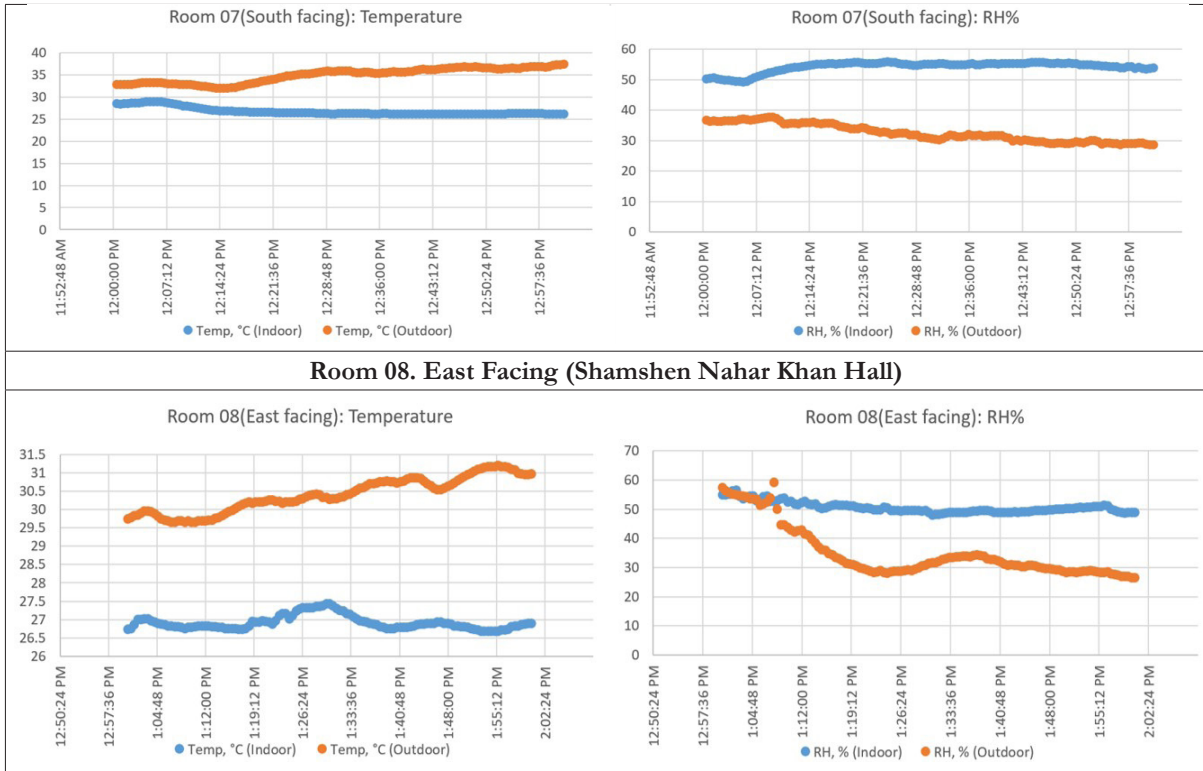 Room 07(South facing): Temperature
40
35
30
25
20
15
10
5
0
11:52:48 AM
12:00:00 PM
12:07:12 PM
12:14:24 PM
12:21:36 PM
12:28:48 PM
12:36:00 PM
12:43:12 PM
12:50:24 PM
12:57:36 PM
Temp, °C (Indoor) Temp, °C (Outdoor)
Room 07(South facing): RH%
60
50
40
30
20
10
0
11:52:48 AM
12:00:00 PM
12:07:12 PM
12:14:24 PM
12:21:36 PM
12:28:48 PM
12:36:00 PM
12:43:12 PM
12:50:24 PM
12:57:36 PM
RH, % (Indoor) RH, % (Outdoor)
Room 08. East Facing (Shamshen Nahar Khan Hall)
Room 08(East facing): Temperature
31.5
31
30.5
30
29.5
29
28.5
28
27.5
27
26.5
26
12:50:24 PM
12:57:36 PM
1:04:48 PM
1:12:00 PM
1:19:12 PM
1:26:24 PM
1:33:36 PM
1:40:48 PM
1:48:00 PM
1:55:12 PM
2:02:24 PM
Temp, °C (Indoor) Temp, °C (Outdoor)
Room 08(East facing): RH%
70
60
50
40
30
20
10
0
12:50:24 PM
12:57:36 PM
1:04:48 PM
1:12:00 PM
1:19:12 PM
1:26:24 PM
1:33:36 PM
1:40:48 PM
1:48:00 PM
1:55:12 PM
2:02:24 PM
RH, % (Indoor) RH, % (Outdoor)